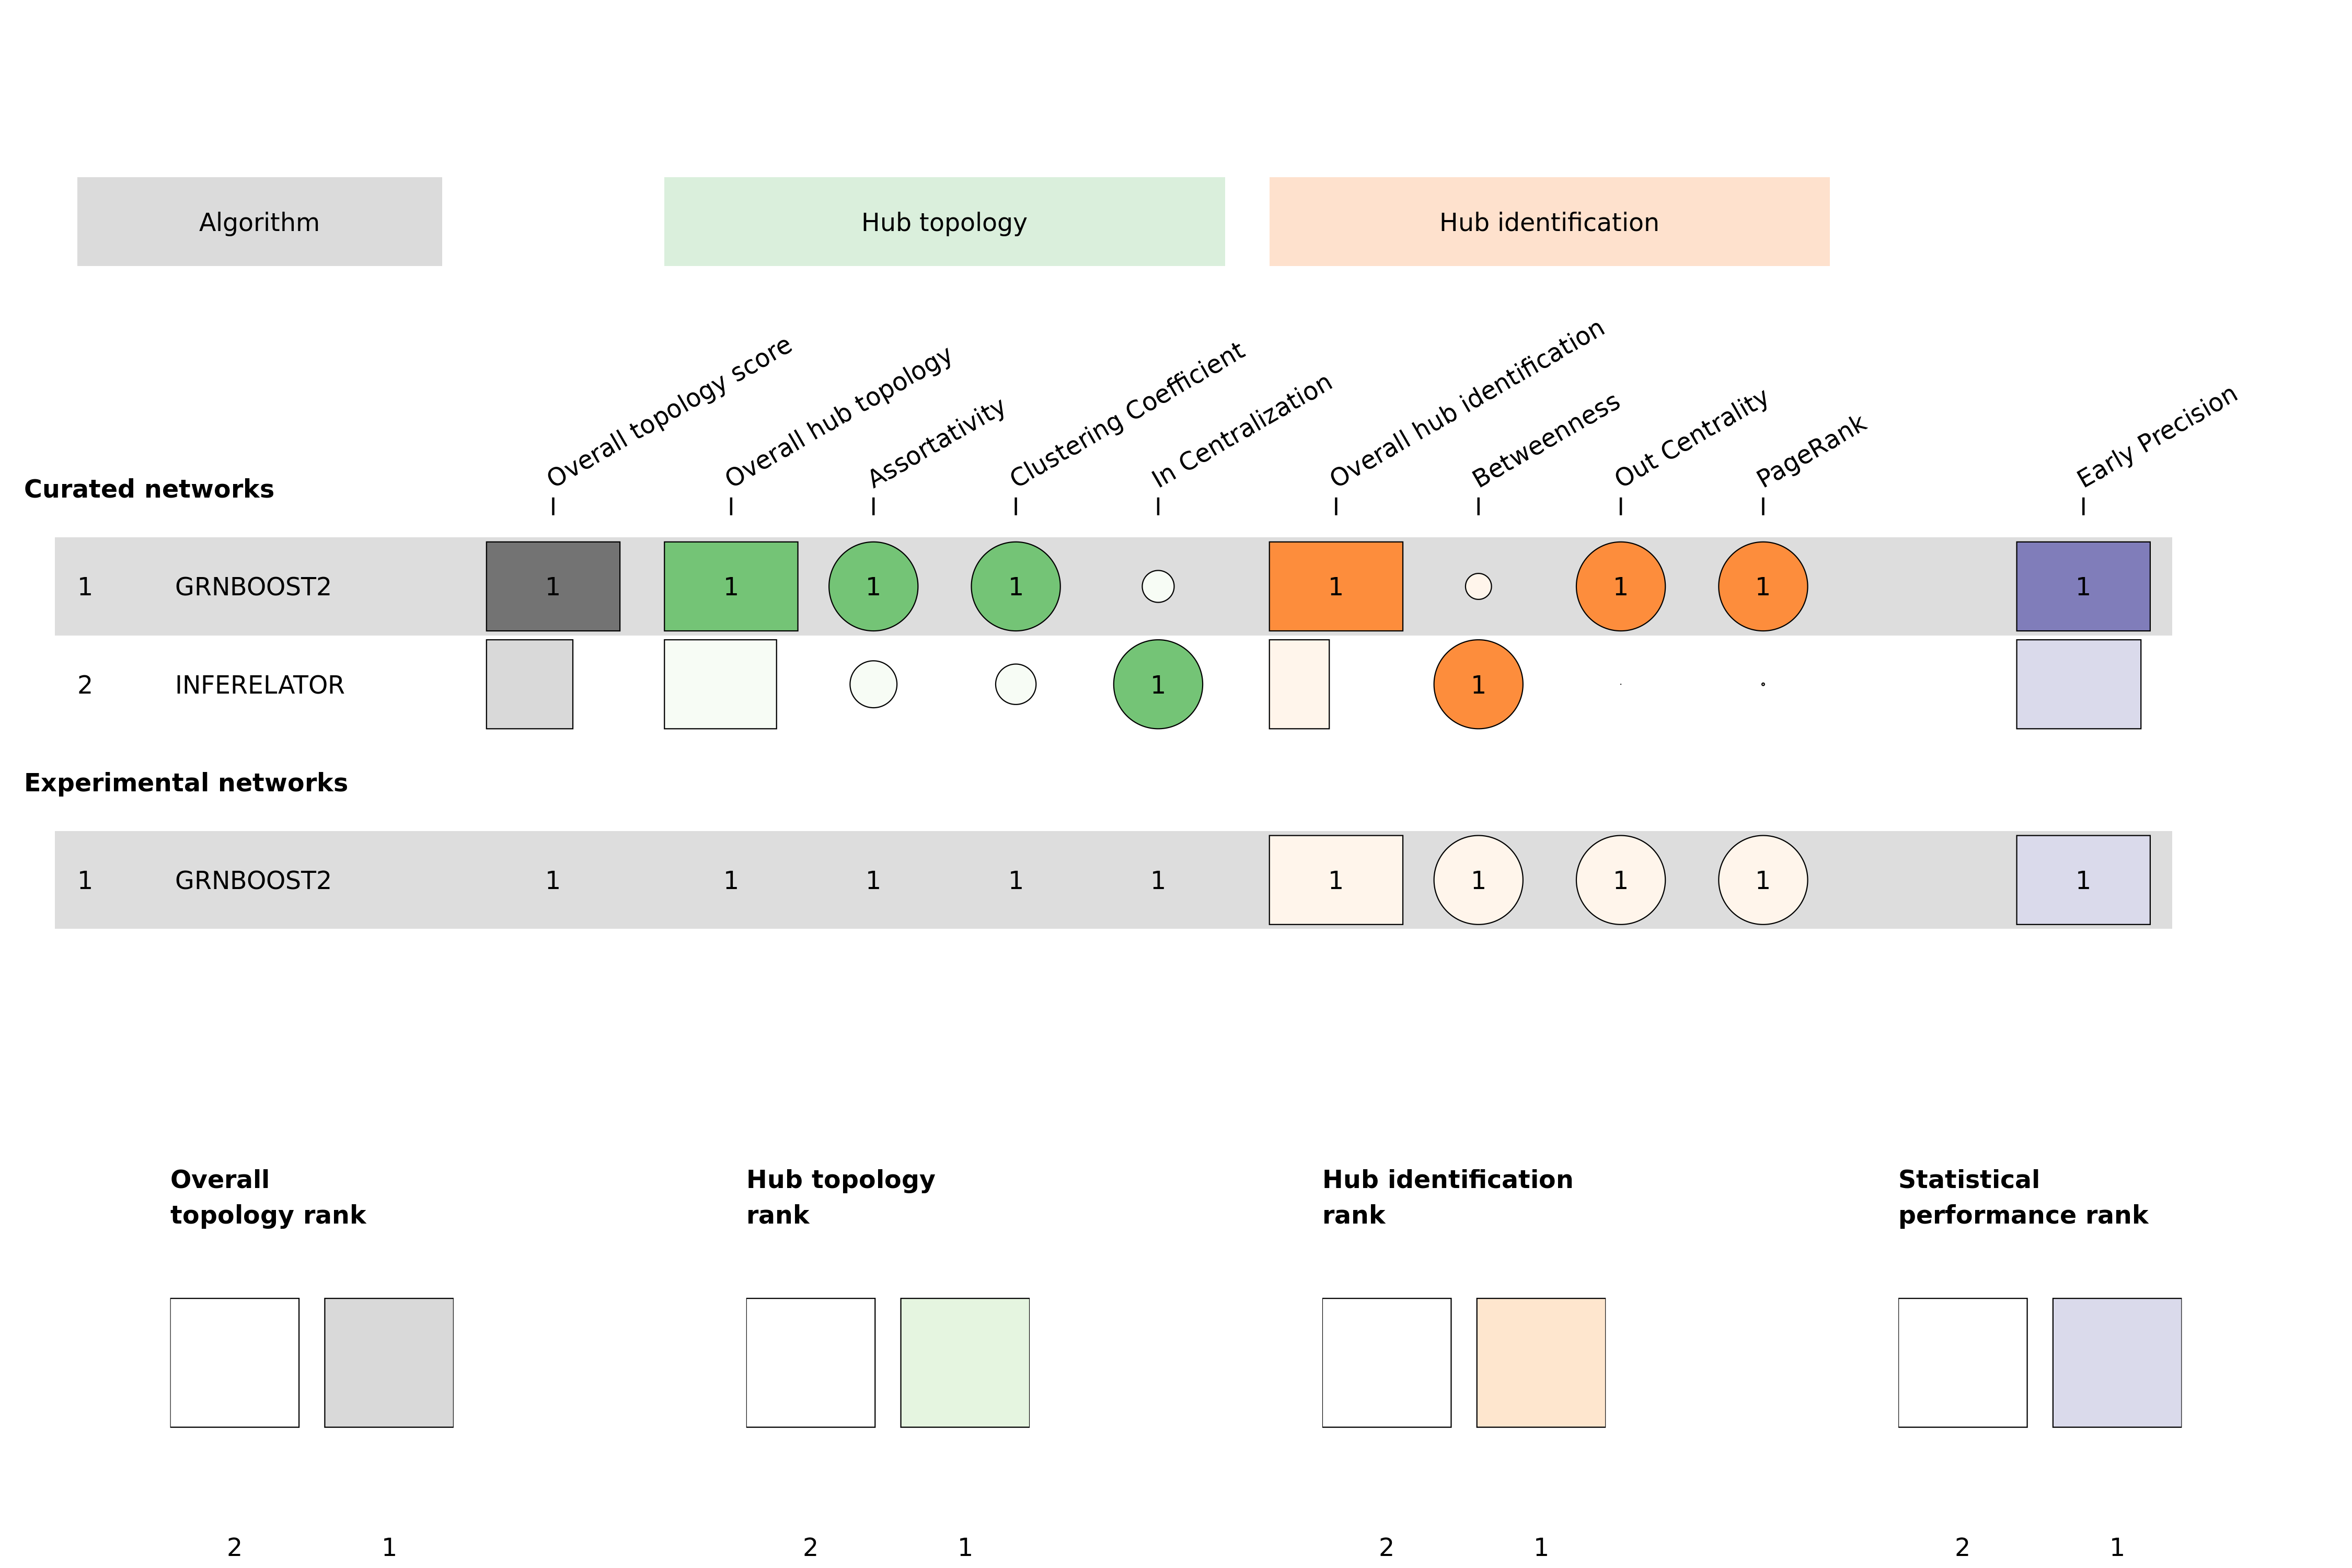 Algorithm
Hub topology
Hub identification
Overall topology score
Overall hub topology
Assortativity
Clustering Coefficient
In Centralization
Overall hub identification
Betweenness
Out Centrality
PageRank
Early Precision
Curated networks
1 GRNBOOST2 1 1 1 1 1 1 1 1
2 INFERELATOR 1 1
Experimental networks
1 GRNBOOST2 1 1 1 1 1 1 1 1 1 1
Overall
topology rank
Hub topology
rank
Hub identification
rank
Statistical
performance rank
2 1 2 1 2 1 2 1